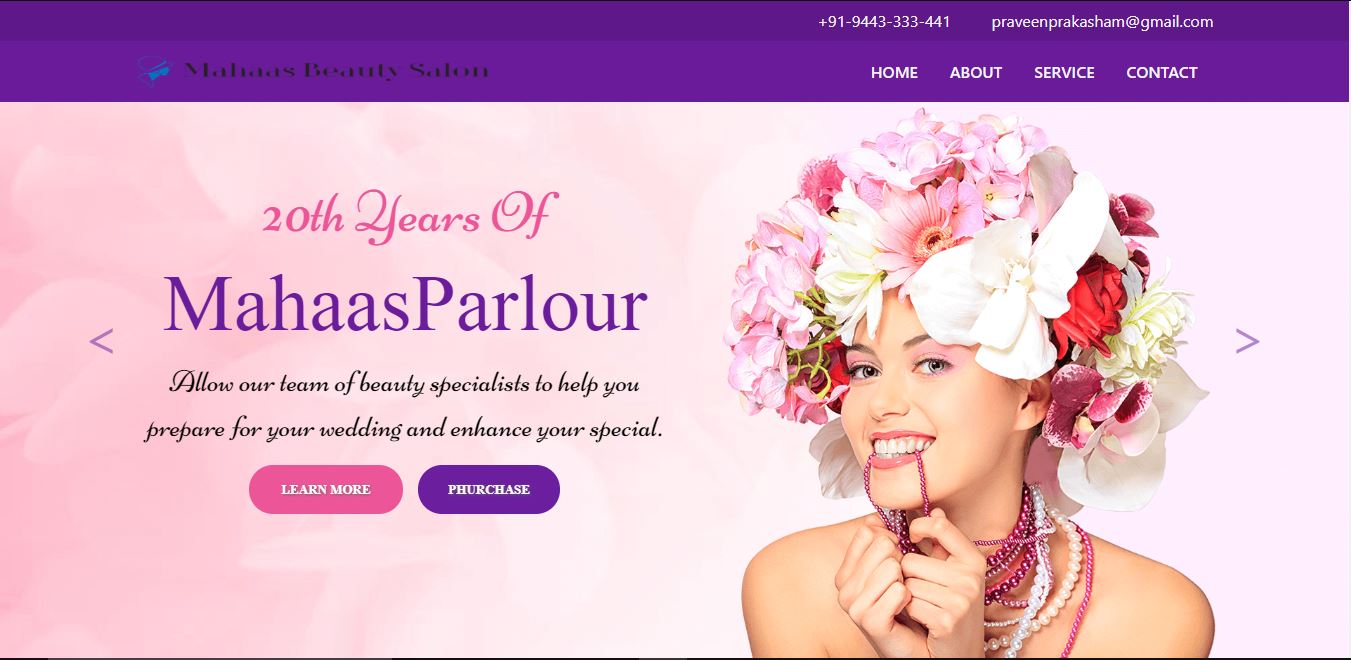 +91-9443-333-441 praveenprakasham@gmail.com
Mahaas Beauty Salon HOME ABOUT SERVICE CONTACT
20th Years Of
MahaasParlour
< >
Allow our team of beauty specialists to help you
prepare for your wedding and enhance your special.
LEARN MORE PHURCHASE